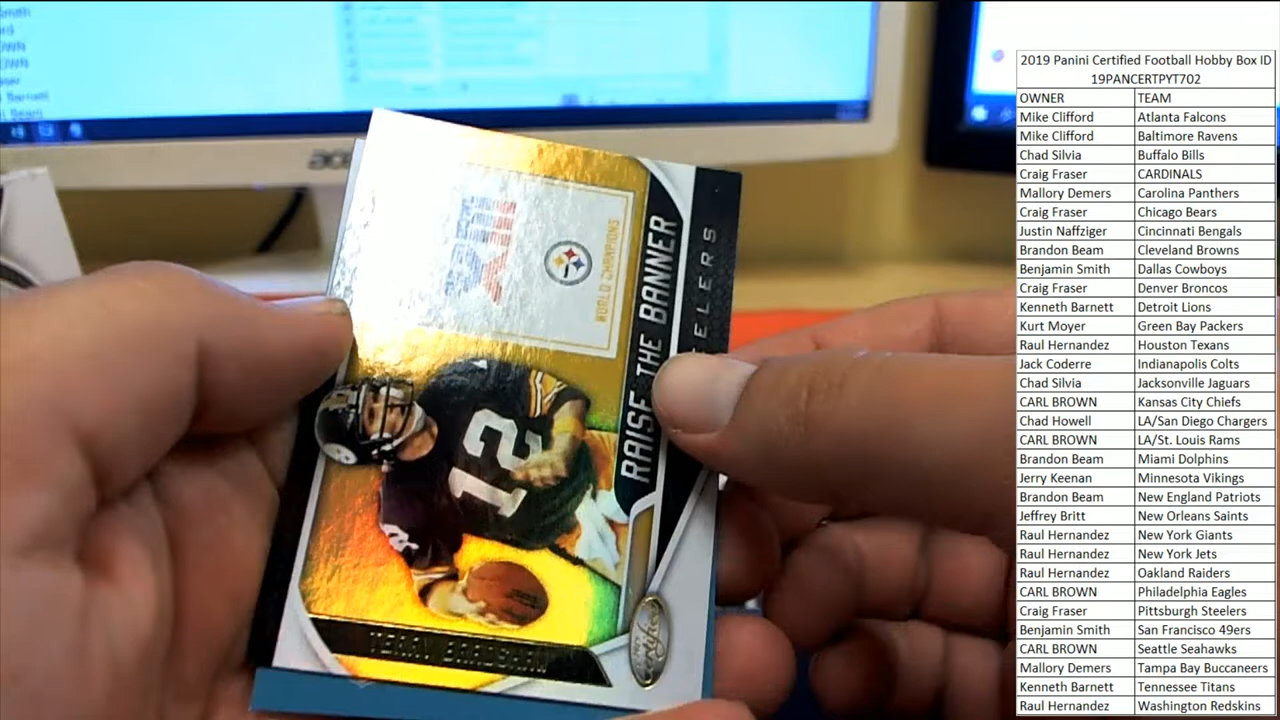 2019 Panini Certified Football Hobby Box ID
19PANCERTPYT702
OWNER TEAM
Mike Clifford Atlanta Falcons
Mike Clifford Baltimore Ravens
Chad Silvia Buffalo Bills
Craig Fraser CARDINALS
Mallory Demers Carolina Panthers
Craig Fraser Chicago Bears
Justin Naffziger Cincinnati Bengals
Brandon Beam Cleveland Browns
Benjamin Smith Dallas Cowboys
Craig Fraser Denver Broncos
Kenneth Barnett Detroit Lions
Kurt Moyer Green Bay Packers
Raul Hernandez Houston Texans
Jack Coderre Indianapolis Colts
Chad Silvia Jacksonville Jaguars
CARL BROWN Kansas City Chiefs
Chad Howell LA/San Diego Chargers
CARL BROWN LA/St. Louis Rams
Brandon Beam Miami Dolphins
Jerry Keenan Minnesota Vikings
Brandon Beam New England Patriots
Jeffrey Britt New Orleans Saints
Raul Hernandez New York Giants
Raul Hernandez New York Jets
Raul Hernandez Oakland Raiders
CARL BROWN Philadelphia Eagles
Craig Fraser Pittsburgh Steelers
Benjamin Smith San Francisco 49ers
CARL BROWN Seattle Seahawks
Mallory Demers Tampa Bay Buccaneers
Kenneth Barnett Tennessee Titans
Raul Hernandez Washington Redskins
XIII
WORLD CHAMPIONS
RAISE THE BANNER
EELERS
12
TERRY BRADSHAW
Certified
acer